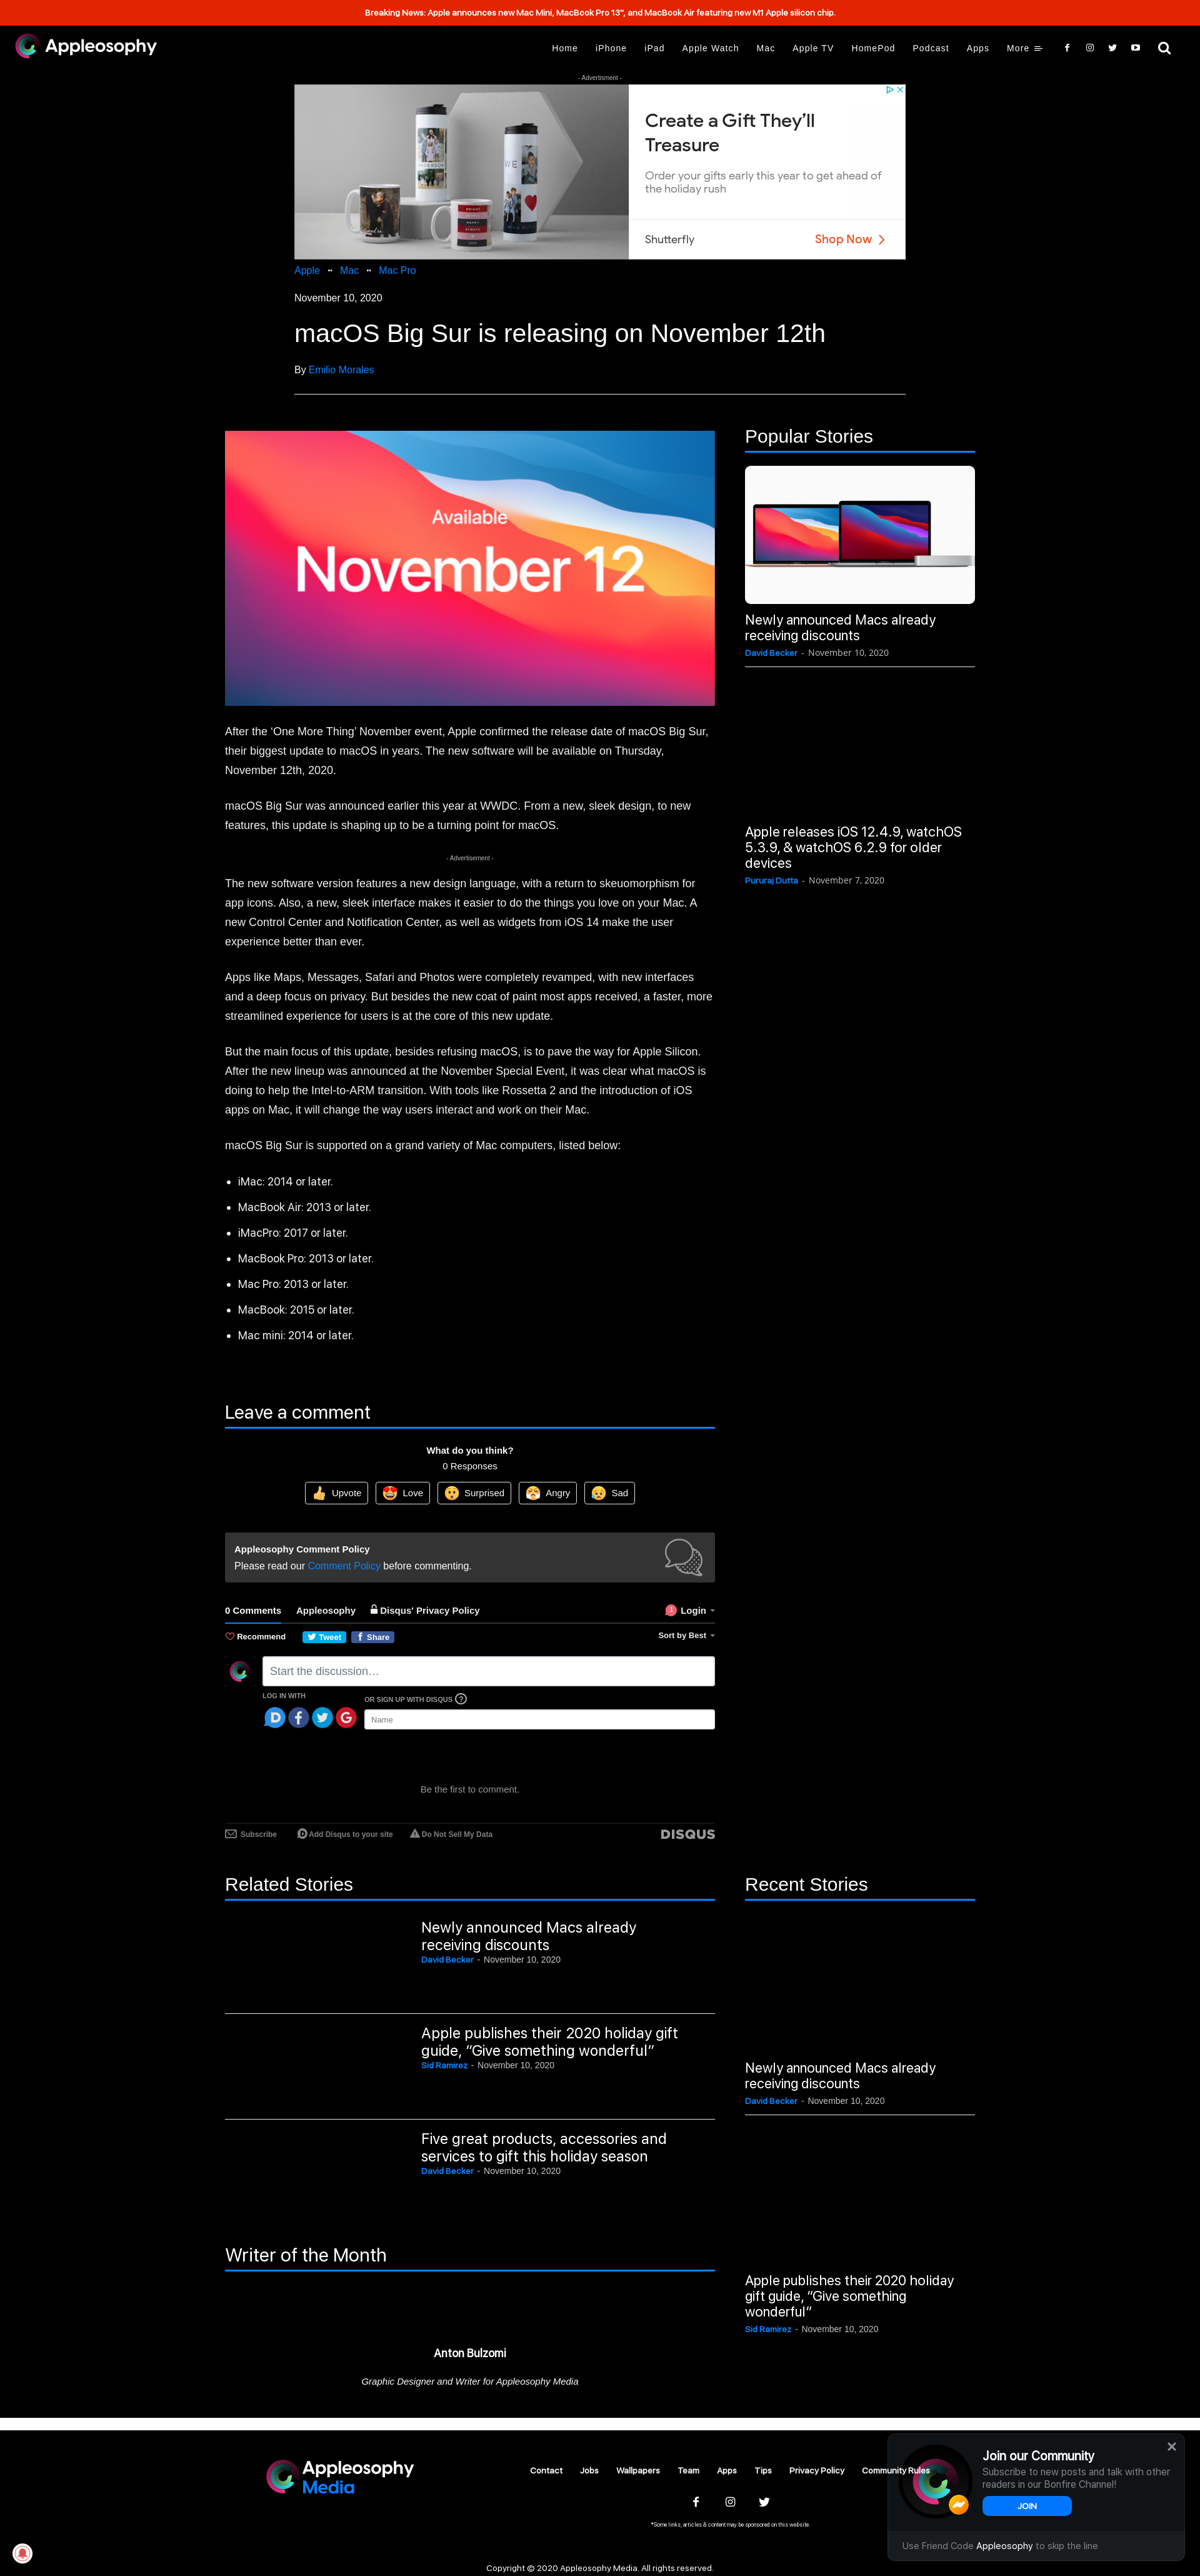 Breaking News: Apple announces new Mac Mini, MacBook Pro 13", and MacBook Air featuring new M1 Apple silicon chip.
Appleosophy
Home iPhone iPad Apple Watch Mac Apple TV HomePod Podcast Apps More
- Advertisment -
Create a Gift They'll
Treasure
Order your gifts early this year to get ahead of
the holiday rush
Shutterfly
Shop Now
Apple Mac Mac Pro
November 10, 2020
macOS Big Sur is releasing on November 12th
By Emilio Morales
Available
November 12
After the ‘One More Thing’ November event, Apple confirmed the release date of macOS Big Sur,
their biggest update to macOS in years. The new software will be available on Thursday,
November 12th, 2020.
macOS Big Sur was announced earlier this year at WWDC. From a new, sleek design, to new
features, this update is shaping up to be a turning point for macOS.
- Advertisement -
The new software version features a new design language, with a return to skeuomorphism for
app icons. Also, a new, sleek interface makes it easier to do the things you love on your Mac. A
new Control Center and Notification Center, as well as widgets from iOS 14 make the user
experience better than ever.
Apps like Maps, Messages, Safari and Photos were completely revamped, with new interfaces
and a deep focus on privacy. But besides the new coat of paint most apps received, a faster, more
streamlined experience for users is at the core of this new update.
But the main focus of this update, besides refusing macOS, is to pave the way for Apple Silicon.
After the new lineup was announced at the November Special Event, it was clear what macOS is
doing to help the Intel-to-ARM transition. With tools like Rossetta 2 and the introduction of iOS
apps on Mac, it will change the way users interact and work on their Mac.
macOS Big Sur is supported on a grand variety of Mac computers, listed below:
• iMac: 2014 or later.
• MacBook Air: 2013 or later.
• iMacPro: 2017 or later.
• MacBook Pro: 2013 or later.
• Mac Pro: 2013 or later.
• MacBook: 2015 or later.
• Mac mini: 2014 or later.
Popular Stories
Newly announced Macs already
receiving discounts
David Becker - November 10, 2020
Apple releases iOS 12.4.9, watchOS
5.3.9, & watchOS 6.2.9 for older
devices
Pururaj Dutta - November 7, 2020
Leave a comment
What do you think?
0 Responses
Upvote Love Surprised Angry Sad
Appleosophy Comment Policy
Please read our Comment Policy before commenting.
0 Comments Appleosophy Disqus' Privacy Policy 1 Login
Recommend Tweet Share Sort by Best
Start the discussion…
LOG IN WITH
OR SIGN UP WITH DISQUS ?
Name
Be the first to comment.
Subscribe Add Disqus to your site Do Not Sell My Data DISQUS
Related Stories
Newly announced Macs already
receiving discounts
David Becker - November 10, 2020
Apple publishes their 2020 holiday gift
guide, “Give something wonderful”
Sid Ramirez - November 10, 2020
Five great products, accessories and
services to gift this holiday season
David Becker - November 10, 2020
Recent Stories
Newly announced Macs already
receiving discounts
David Becker - November 10, 2020
Apple publishes their 2020 holiday
gift guide, “Give something
wonderful”
Sid Ramirez - November 10, 2020
Writer of the Month
Anton Bulzomi
Graphic Designer and Writer for Appleosophy Media
Appleosophy
Media
Contact Jobs Wallpapers Team Apps Tips Privacy Policy Community Rules
*Some links, articles & content may be sponsored on this website.
Join our Community
Subscribe to new posts and talk with other
readers in our Bonfire Channel!
JOIN
Use Friend Code Appleosophy to skip the line
Copyright © 2020 Appleosophy Media. All rights reserved.